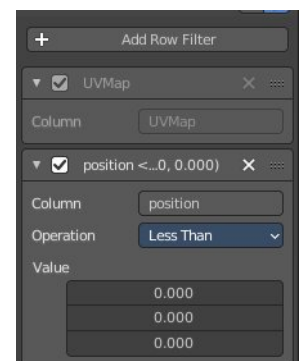 Add Row Filter
UVMap
Column UVMap
position <...0, 0.000)
Column position
Operation Less Than
Value
0.000
0.000
0.000